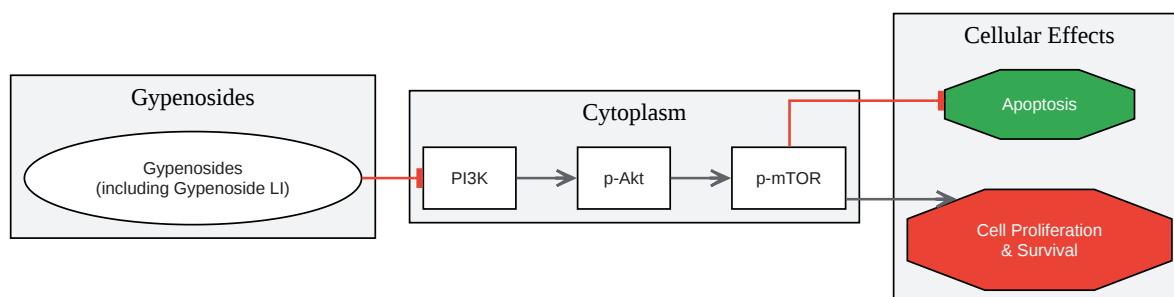 Gypenosides
Gypenosides
(including Gypenoside LI)
Cytoplasm
PI3K
p-Akt
p-mTOR
Cellular Effects
Apoptosis
Cell Proliferation
& Survival